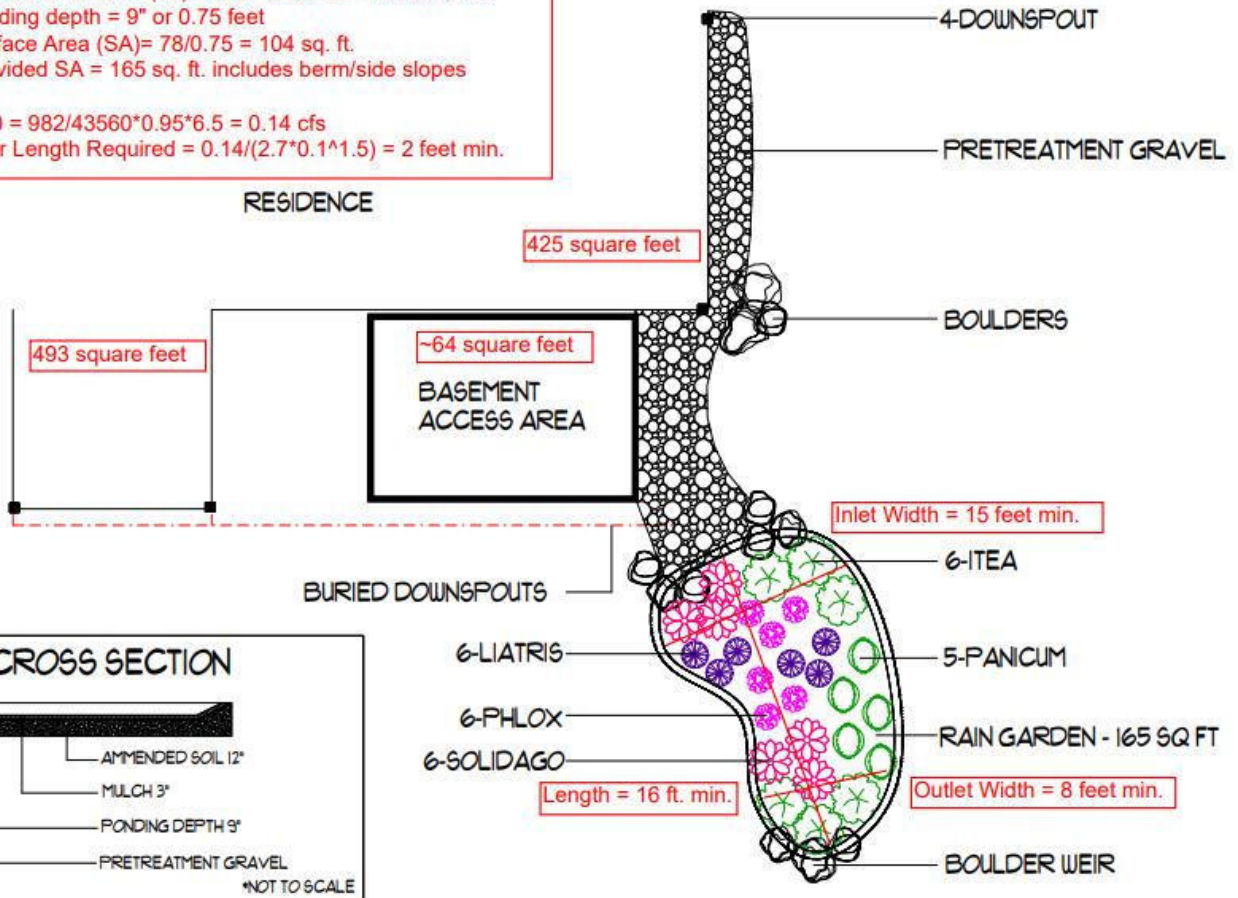 ding depth = 9" or 0.75 feet
face Area (SA)= 78/0.75 = 104 sq. ft.
vided SA = 165 sq. ft. includes berm/side slopes
= 982/43560*0.95*6.5 = 0.14 cfs
r Length Required = 0.14/(2.7*0.1^1.5) = 2 feet min.
RESIDENCE
4-DOWNSPOUT
PRETREATMENT GRAVEL
425 square feet
BOULDERS
493 square feet
~64 square feet
BASEMENT
ACCESS AREA
Inlet Width = 15 feet min.
6-ITEA
BURIED DOWNSPOUTS
6-LIATRIS
5-PANICUM
6-PHLOX
RAIN GARDEN - 165 SQ FT
6-SOLIDAGO
Length = 16 ft. min.
Outlet Width = 8 feet min.
BOULDER WEIR
CROSS SECTION
AMMENDED SOIL 12"
MULCH 3"
PONDING DEPTH 9"
PRETREATMENT GRAVEL
*NOT TO SCALE